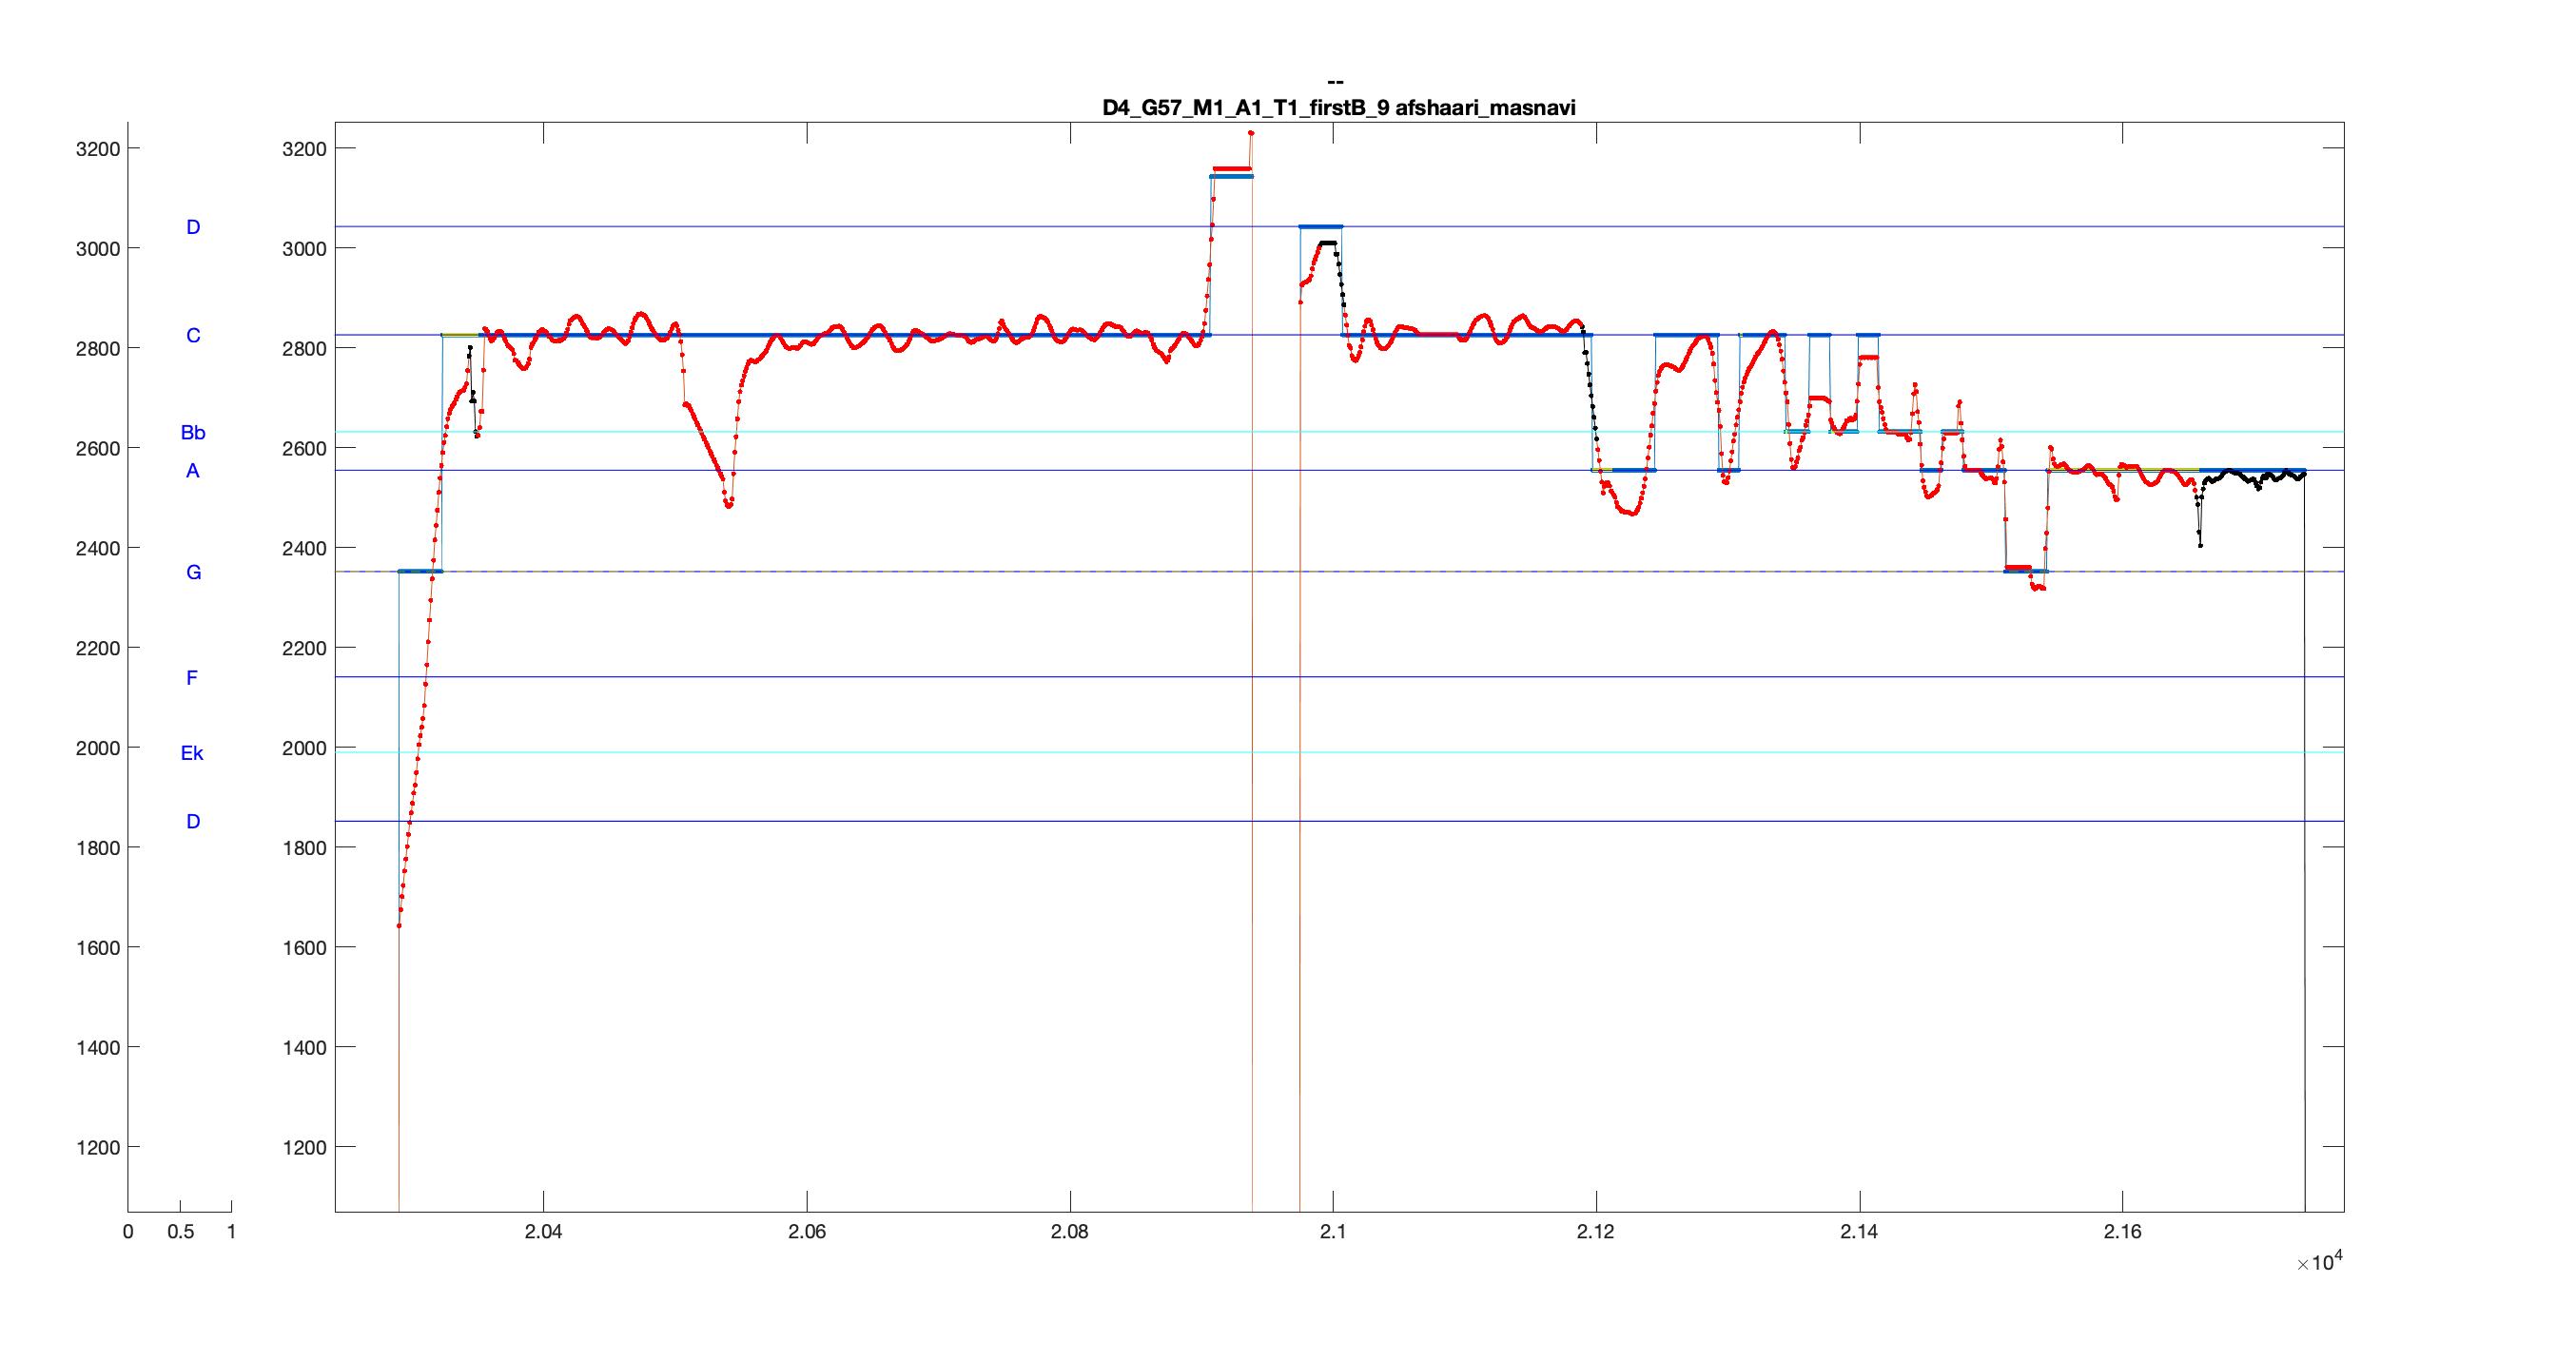 --
D4_G57_M1_A1_T1_firstB_9 afshaari_masnavi
3200 3200
D
3000 3000
C
2800 2800
Bb
2600 2600
A
2400 2400
G
2200 2200
F
2000 2000
Ek
D
1800 1800
1600 1600
1400 1400
1200 1200
0 0.5 1 2.04 2.06 2.08 2.1 2.12 2.14 2.16
×10⁴